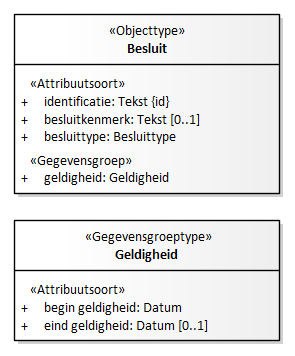 «Objecttype»
Besluit
«Attribuutsoort»
+ identificatie: Tekst {id}
+ besluitkenmerk: Tekst [0..1]
+ besluittype: Besluittype
«Gegevensgroep»
+ geldigheid: Geldigheid
«Gegevensgroeptype»
Geldigheid
«Attribuutsoort»
+ begin geldigheid: Datum
+ eind geldigheid: Datum [0..1]